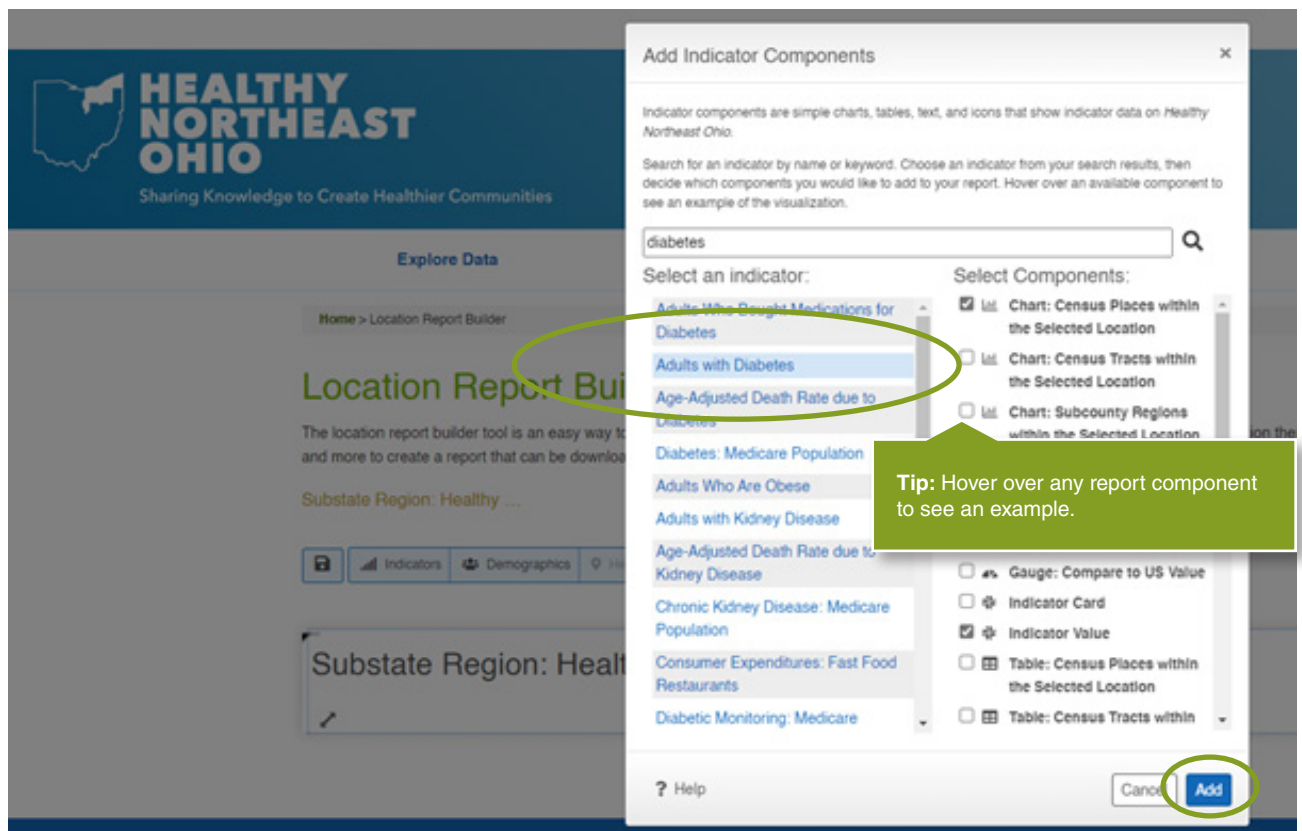 HEALTHY
NORTHEAST
OHIO
Sharing Knowledge to Create Healthier Communities
Explore Data
Home > Location Report Builder
Location Report Bui
The location report builder tool is an easy way to
on the
and more to create a report that can be downloa
Substate Region: Healthy ...
Indicators
Demographics
Substate Region: Healt
Add Indicator Components
×
Indicator components are simple charts, tables, text, and icons that show indicator data on Healthy
Northeast Ohio.
Search for an indicator by name or keyword. Choose an indicator from your search results, then
decide which components you would like to add to your report. Hover over an available component to
see an example of the visualization.
diabetes
Select an indicator:
Adults Who Bought Medications for
Diabetes
Adults with Diabetes
Age-Adjusted Death Rate due to
Diabetes
Diabetes: Medicare Population
Adults Who Are Obese
Adults with Kidney Disease
Age-Adjusted Death Rate due to
Kidney Disease
Chronic Kidney Disease: Medicare
Population
Consumer Expenditures: Fast Food
Restaurants
Diabetic Monitoring: Medicare
Select Components:
Chart: Census Places within
the Selected Location
Chart: Census Tracts within
the Selected Location
Chart: Subcounty Regions
within the Selected Location
Tip: Hover over any report component
to see an example.
Gauge: Compare to US Value
Indicator Card
Indicator Value
Table: Census Places within
the Selected Location
Table: Census Tracts within
? Help
Cancel
Add